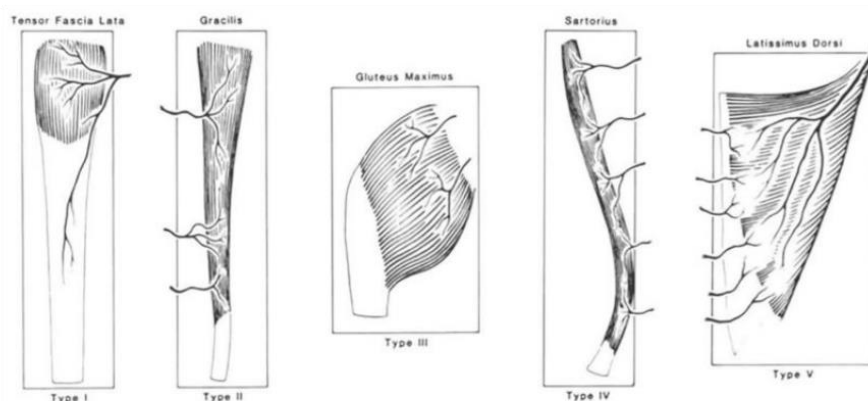 Tensor Fascia Lata
Type I
Gracilis
Type II
Gluteus Maximus
Type III
Sartorius
Type IV
Latissimus Dorsi
Type V